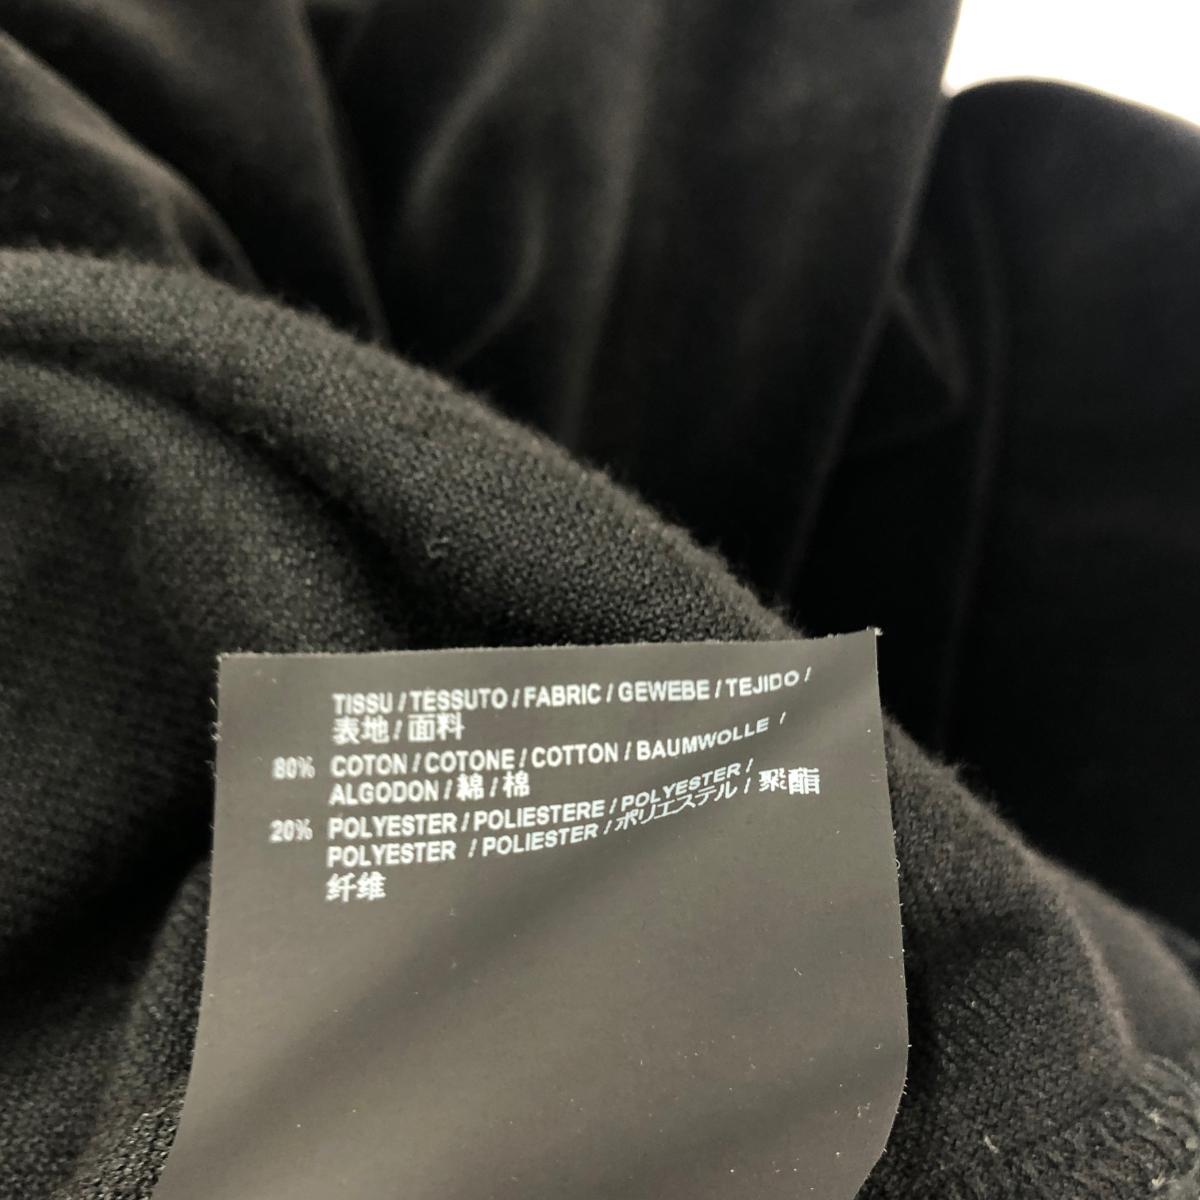 TISSU / TESSUTO / FABRIC / GEWEBE / TEJIDO /
表地 / 面料
80% COTON / COTONE / COTTON / BAUMWOLLE /
ALGODON / 綿 / 棉
20% POLYESTER / POLIESTERE / POLYESTER /
POLYESTER / POLIESTER / ポリエステル / 聚酯
纤维